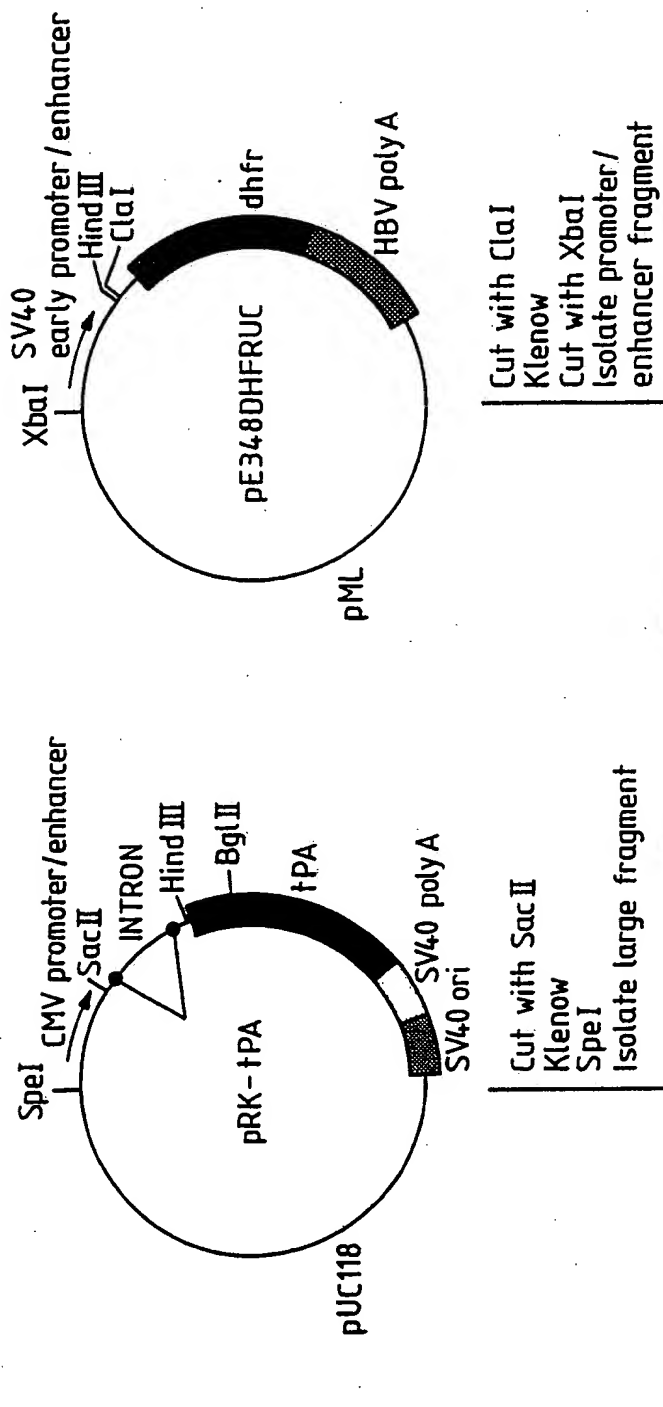 SpeI
CMV promoter/enhancer
SacII
INTRON
Hind III
BglII
tPA
SV40 poly A
SV40 ori
pRK-tPA
pUC118
Cut with SacII
Klenow
SpeI
Isolate large fragment
XbaI
SV40
early promoter/enhancer
Hind III
ClaI
dhfr
HBV poly A
pE348DHFRUC
pML
Cut with ClaI
Klenow
Cut with XbaI
Isolate promoter/
enhancer fragment